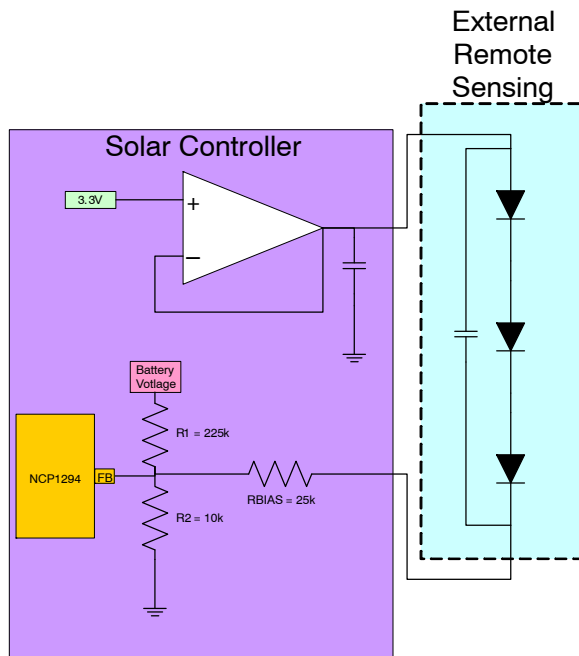 External
Remote
Sensing
Solar Controller
3.3V
+
−
Battery
Votlage
R1 = 225k
NCP1294
FB
RBIAS = 25k
R2 = 10k